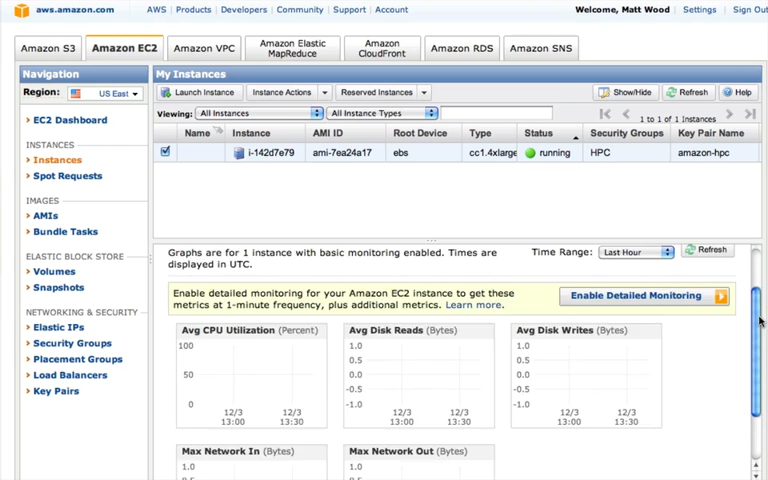 aws.amazon.com
AWS | Products | Developers | Community | Support | Account
Welcome, Matt Wood | Settings | Sign Out
Amazon S3
Amazon EC2
Amazon VPC
Amazon Elastic
MapReduce
Amazon
CloudFront
Amazon RDS
Amazon SNS
Navigation
Region: US East
EC2 Dashboard
INSTANCES
Instances
Spot Requests
IMAGES
AMIs
Bundle Tasks
ELASTIC BLOCK STORE
Volumes
Snapshots
NETWORKING & SECURITY
Elastic IPs
Security Groups
Placement Groups
Load Balancers
Key Pairs
My Instances
Launch Instance
Instance Actions
Reserved Instances
Show/Hide
Refresh
Help
Viewing: All Instances
All Instance Types
1 to 1 of 1 Instances
Name Instance AMI ID Root Device Type Status Security Groups Key Pair Name
i-142d7e79 ami-7ea24a17 ebs cc1.4xlarge running HPC amazon-hpc
Graphs are for 1 instance with basic monitoring enabled. Times are
displayed in UTC.
Time Range: Last Hour
Refresh
Enable detailed monitoring for your Amazon EC2 instance to get these
metrics at 1-minute frequency, plus additional metrics. Learn more.
Enable Detailed Monitoring
Avg CPU Utilization (Percent)
100
50
0
12/3 12/3
13:00 13:30
Avg Disk Reads (Bytes)
1.0
0.5
0.0
-0.5
-1.0
12/3 12/3
13:00 13:30
Avg Disk Writes (Bytes)
1.0
0.5
0.0
-0.5
-1.0
12/3 12/3
13:00 13:30
Max Network In (Bytes)
1.0
Max Network Out (Bytes)
1.0